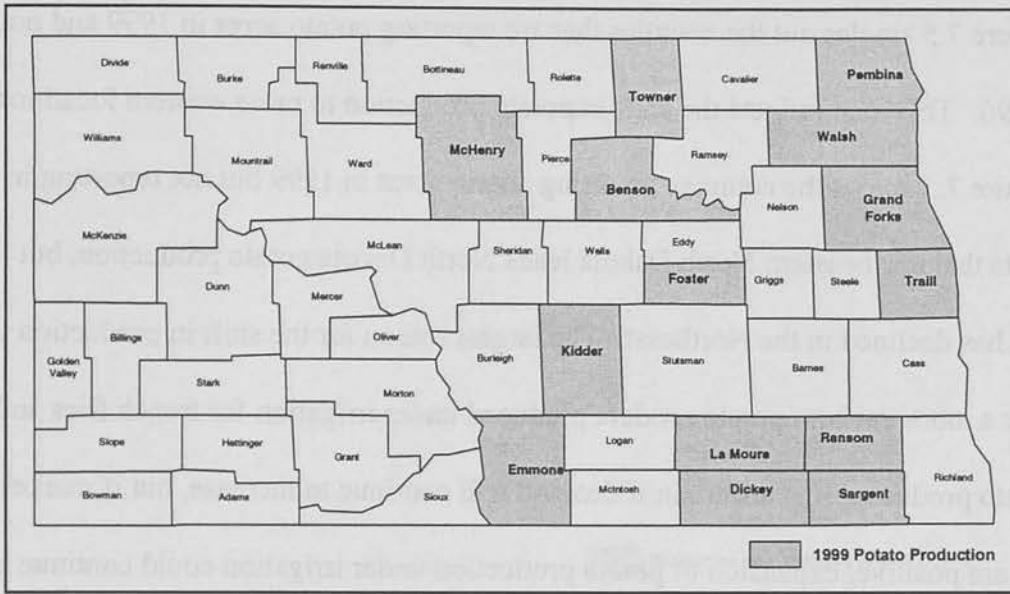 Divide
Burke
Renville
Bottineau
Rolette
Towner
Cavalier
Pembina
Williams
Mountrail
Ward
McHenry
Pierce
Ramsey
Walsh
Benson
Nelson
Grand
Forks
McKenzie
McLean
Sheridan
Wells
Eddy
Foster
Griggs
Steele
Traill
Dunn
Mercer
Oliver
Burleigh
Kidder
Stutsman
Barnes
Cass
Golden
Valley
Billings
Stark
Morton
Slope
Hettinger
Grant
Emmons
Logan
La Moure
Ransom
Richland
Bowman
Adams
Sioux
Dickey
Sargent
1999 Potato Production